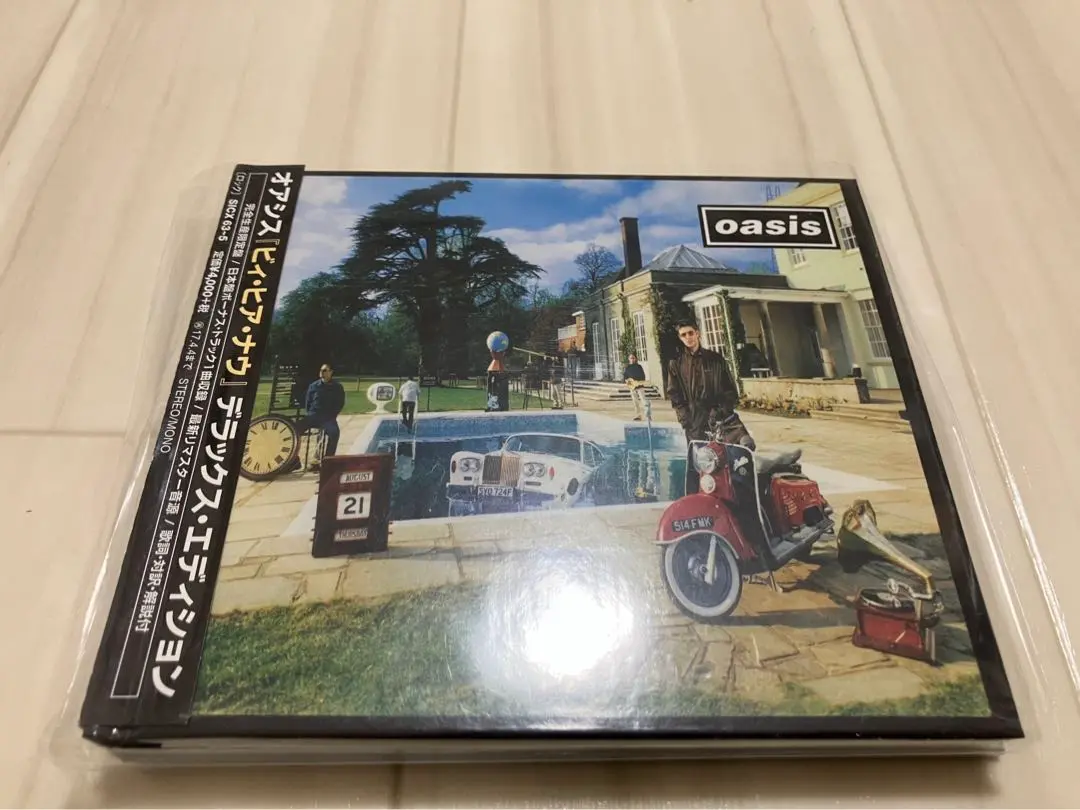 オアシス『ビィ・ヒア・ナウ』 デラックス・エディション
完全生産限定盤 / 日本盤ボーナストラック1曲収録 / 最新リマスター音源 / 歌詞・対訳・解説付
(ロック) SICX 63~5 定価¥4,000+税 17.4.4まで STEREO/MONO
oasis
AUGUST
21
THURSDAY
SYO 724F
514 FMK